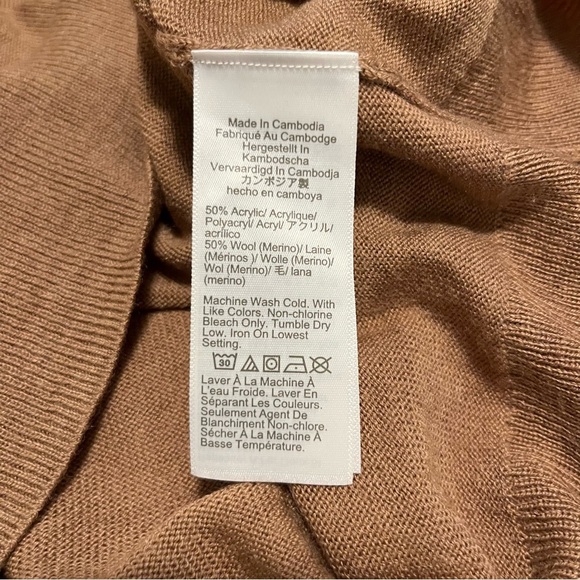 Made In Cambodia
Fabriqué Au Cambodge
Hergestellt In
Kambodscha
Vervaardigd In Cambodja
カンボジア製
hecho en camboya
50% Acrylic/ Acrylique/
Polyacryl/ Acryl/ アクリル/
acrílico
50% Wool (Merino)/ Laine
(Mérinos )/ Wolle (Merino)/
Wol (Merino)/ 毛/ lana
(merino)
Machine Wash Cold. With
Like Colors. Non-chlorine
Bleach Only. Tumble Dry
Low. Iron On Lowest
Setting.
30
Laver À La Machine À
L'eau Froide. Laver En
Séparant Les Couleurs.
Seulement Agent De
Blanchiment Non-chlore.
Sécher À La Machine À
Basse Température.